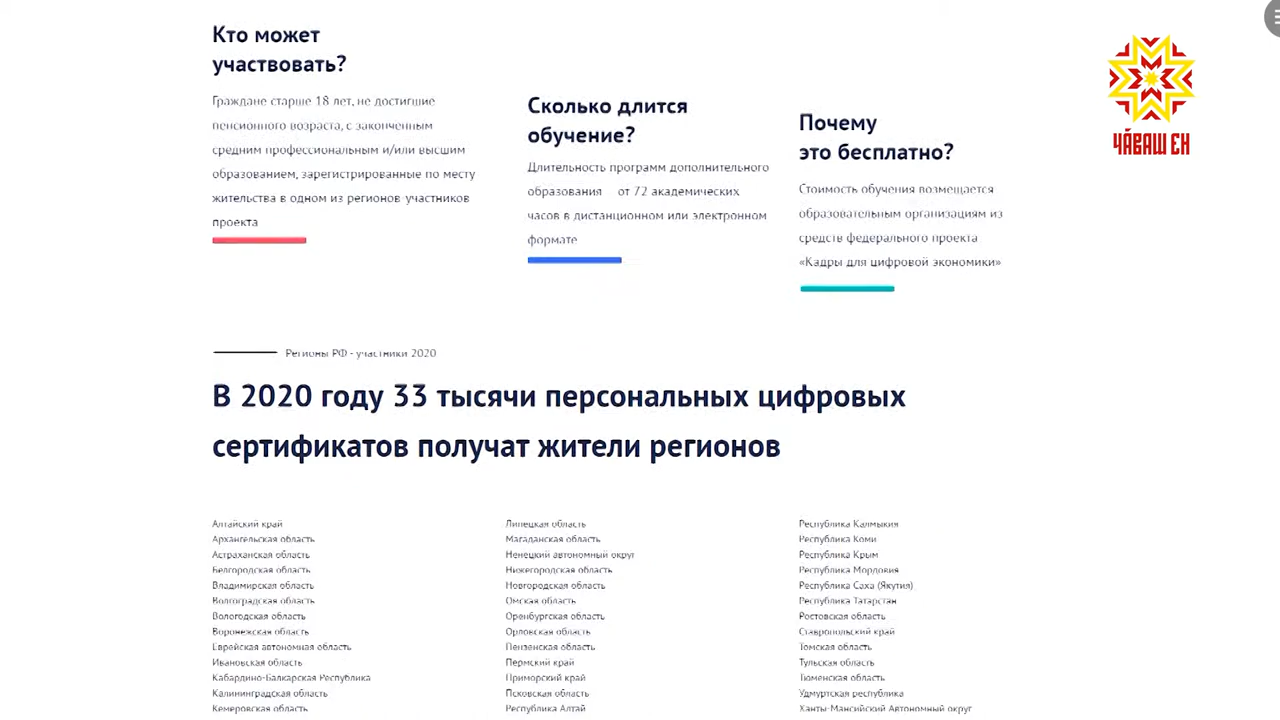 Кто может
участвовать?
Граждане старше 18 лет, не достигшие
пенсионного возраста, с законченным
средним профессиональным и/или высшим
образованием, зарегистрированные по месту
жительства в одном из регионов-участников
проекта
Сколько длится
обучение?
Длительность программ дополнительного
образования от 72 академических
часов в дистанционном или электронном
формате
Почему
это бесплатно?
Стоимость обучения возмещается
образовательным организациям из
средств федерального проекта
«Кадры для цифровой экономики»
ЧӐВАШ ЕН
Регионы РФ - участники 2020
В 2020 году 33 тысячи персональных цифровых
сертификатов получат жители регионов
Алтайский край
Архангельская область
Астраханская область
Белгородская область
Владимирская область
Волгоградская область
Вологодская область
Воронежская область
Еврейская автономная область
Ивановская область
Кабардино-Балкарская Республика
Калининградская область
Кемеровская область
Липецкая область
Магаданская область
Ненецкий автономный округ
Нижегородская область
Новгородская область
Омская область
Оренбургская область
Орловская область
Пензенская область
Пермский край
Приморский край
Псковская область
Республика Алтай
Республика Калмыкия
Республика Коми
Республика Крым
Республика Мордовия
Республика Саха (Якутия)
Республика Татарстан
Ростовская область
Ставропольский край
Томская область
Тульская область
Тюменская область
Удмуртская республика
Ханты-Мансийский Автономный округ